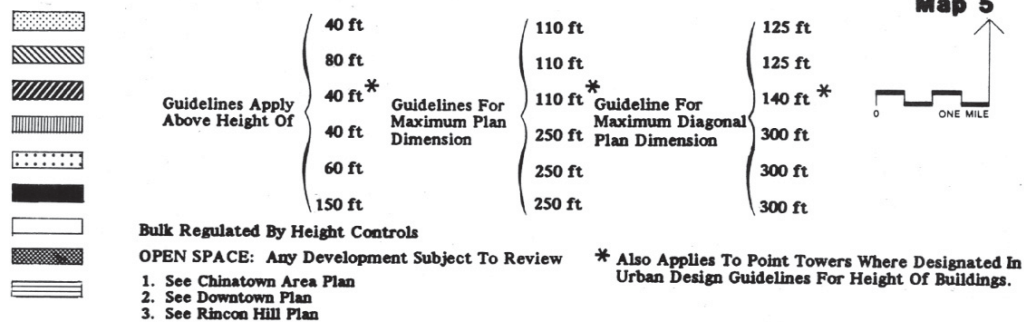 Map 5
40 ft 110 ft 125 ft
80 ft 110 ft 125 ft
Guidelines Apply Above Height Of
40 ft*
Guidelines For Maximum Plan Dimension
110 ft*
Guideline For Maximum Diagonal Plan Dimension
140 ft *
40 ft 250 ft 300 ft
60 ft 250 ft 300 ft
150 ft 250 ft 300 ft
0 ONE MILE
Bulk Regulated By Height Controls
OPEN SPACE: Any Development Subject To Review
1. See Chinatown Area Plan
2. See Downtown Plan
3. See Rincon Hill Plan
* Also Applies To Point Towers Where Designated In
Urban Design Guidelines For Height Of Buildings.